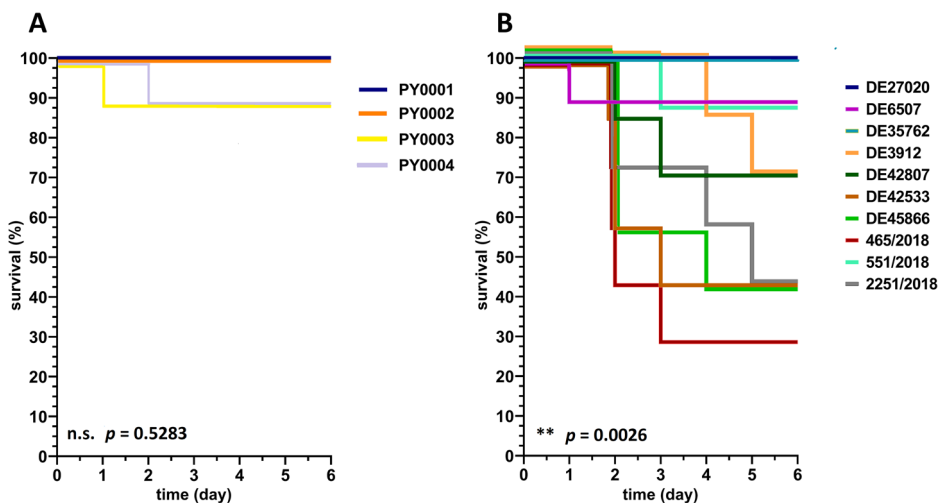 A
survival (%)
100
90
80
70
60
50
40
30
20
10
0
n.s. p = 0.5283
0 1 2 3 4 5 6
time (day)
PY0001
PY0002
PY0003
PY0004
B
survival (%)
100
90
80
70
60
50
40
30
20
10
0
** p = 0.0026
0 1 2 3 4 5 6
time (day)
DE27020
DE6507
DE35762
DE3912
DE42807
DE42533
DE45866
465/2018
551/2018
2251/2018